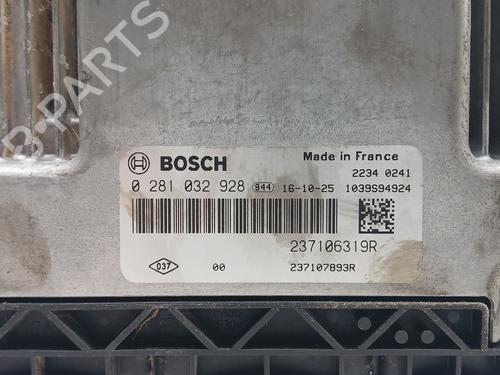 B-PARTS
BOSCH
Made in France
2234 0241
0 281 032 928 944 16-10-25 1039S94924
237106319R
037 00 237107893R